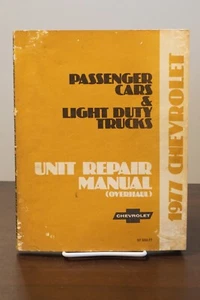 PASSENGER
CARS
&
LIGHT DUTY
TRUCKS
UNIT REPAIR
MANUAL
(OVERHAUL)
CHEVROLET
1977 CHEVROLET